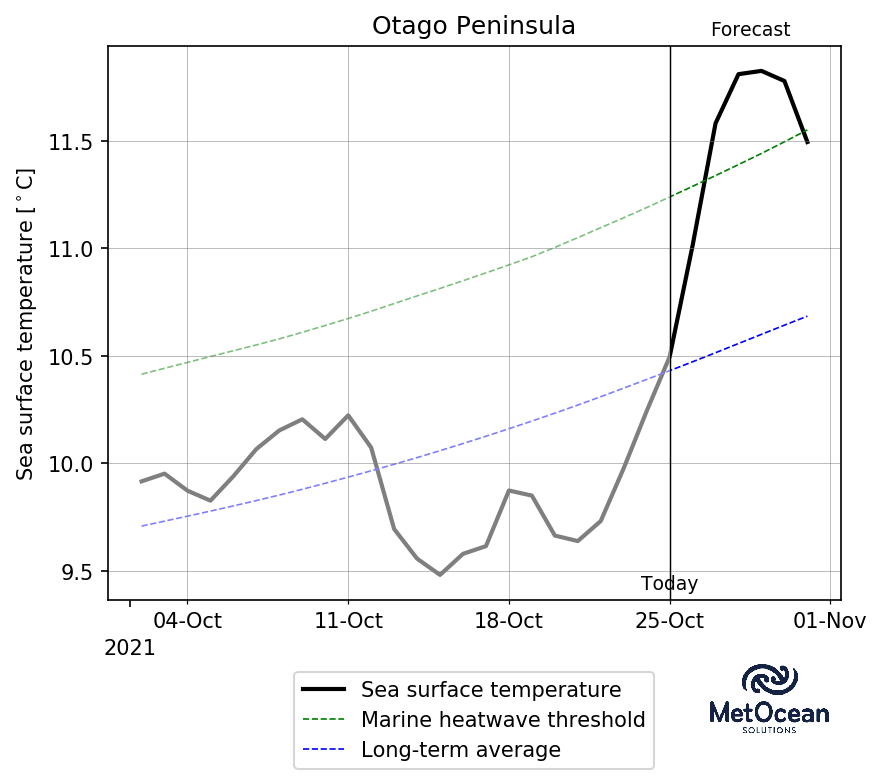 Otago Peninsula
Forecast
Sea surface temperature [°C]
11.5
11.0
10.5
10.0
9.5
Today
04-Oct 11-Oct 18-Oct 25-Oct 01-Nov
2021
Sea surface temperature
Marine heatwave threshold
Long-term average
MetOcean
SOLUTIONS